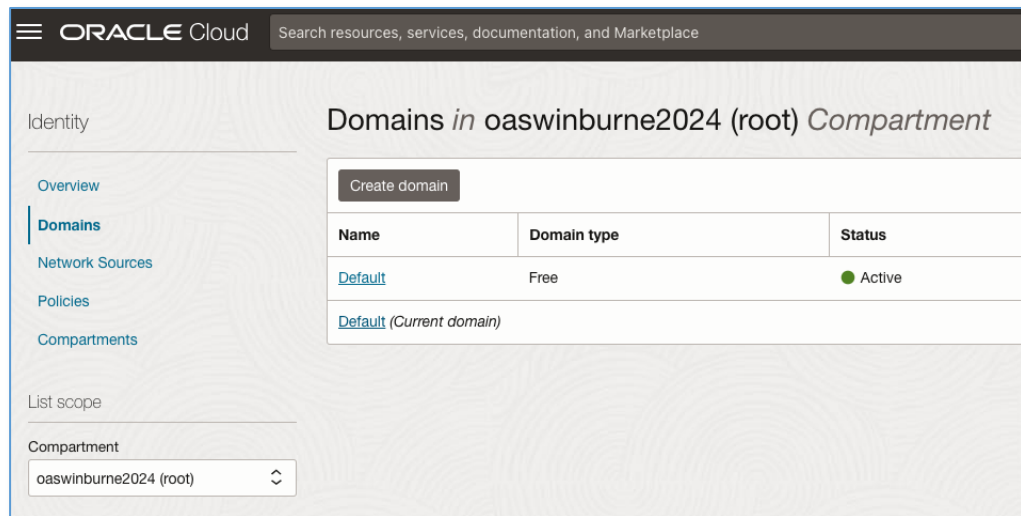 ORACLE Cloud
Search resources, services, documentation, and Marketplace
Identity
Overview
Domains
Network Sources
Policies
Compartments
List scope
Compartment
oaswinburne2024 (root)
Domains in oaswinburne2024 (root) Compartment
Create domain
Name Domain type Status
Default Free Active
Default (Current domain)